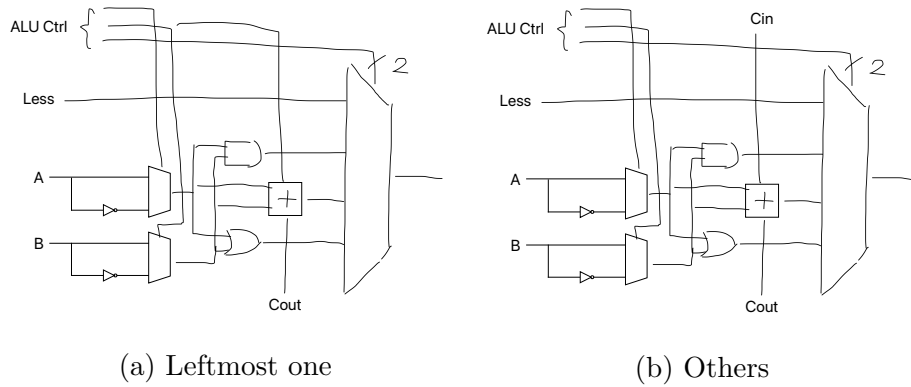 ALU Ctrl
2
Less
A
+
B
Cout
(a) Leftmost one
ALU Ctrl
Cin
2
Less
A
+
B
Cout
(b) Others